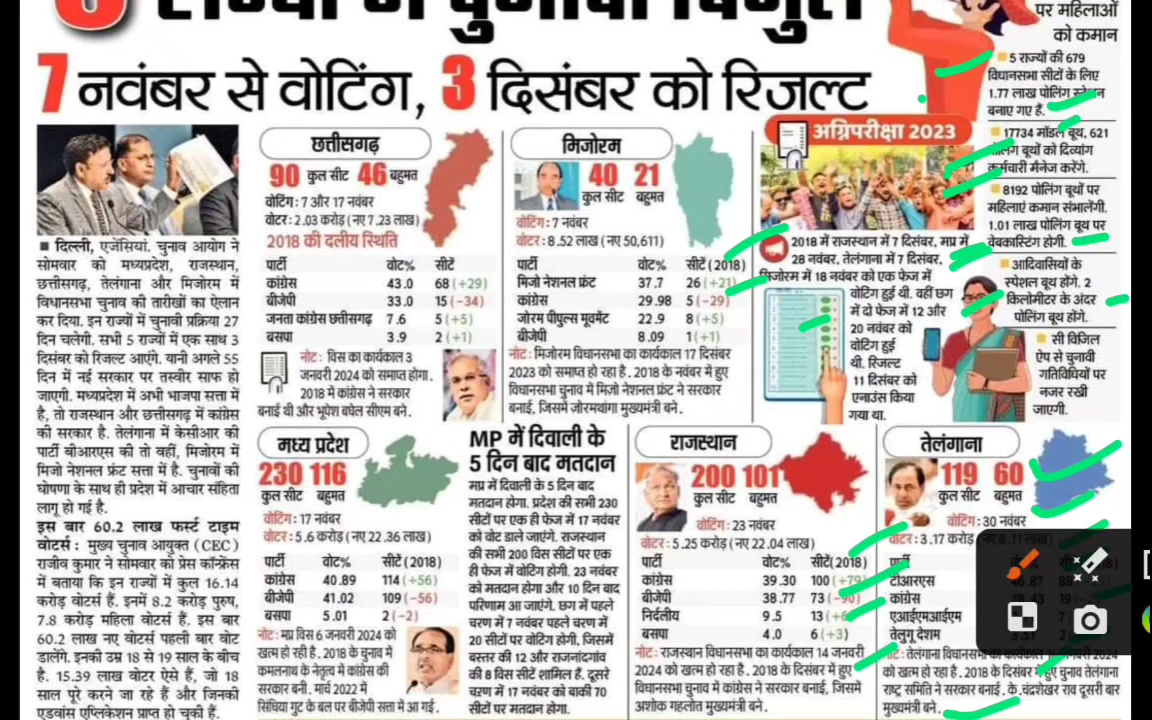 5 राज्यों में चुनावी बिगुल
7 नवंबर से वोटिंग, 3 दिसंबर को रिजल्ट
■ दिल्ली, एजेंसियां. चुनाव आयोग ने
सोमवार को मध्यप्रदेश, राजस्थान,
छत्तीसगढ़, तेलंगाना और मिजोरम में
विधानसभा चुनाव की तारीखों का ऐलान
कर दिया. इन राज्यों में चुनावी प्रक्रिया 27
दिन चलेगी. सभी 5 राज्यों में एक साथ 3
दिसंबर को रिजल्ट आएंगे. यानी अगले 55
दिन में नई सरकार पर तस्वीर साफ हो
जाएगी. मध्यप्रदेश में अभी भाजपा सत्ता में
है, तो राजस्थान और छत्तीसगढ़ में कांग्रेस
की सरकार है. तेलंगाना में केसीआर की
पार्टी बीआरएस की तो वहीं, मिजोरम में
मिजो नेशनल फ्रंट सत्ता में है. चुनावों की
घोषणा के साथ ही प्रदेश में आचार संहिता
लागू हो गई है.
इस बार 60.2 लाख फर्स्ट टाइम
वोटर्स: मुख्य चुनाव आयुक्त (CEC)
राजीव कुमार ने सोमवार को प्रेस कॉन्फ्रेंस
में बताया कि इन राज्यों में कुल 16.14
करोड़ वोटर्स हैं. इनमें 8.2 करोड़ पुरुष,
7.8 करोड़ महिला वोटर्स हैं. इस बार
60.2 लाख नए वोटर्स पहली बार वोट
डालेंगे. इनकी उम्र 18 से 19 साल के बीच
है. 15.39 लाख वोटर ऐसे हैं, जो 18
साल पूरे करने जा रहे हैं और जिनकी
एडवांस एप्लिकेशन प्राप्त हो चुकी हैं.
छत्तीसगढ़
90 कुल सीट 46 बहुमत
वोटिंग: 7 और 17 नवंबर
वोटर: 2.03 करोड़ (नए 7.23 लाख)
2018 की दलीय स्थिति
पार्टी वोट% सीटें
कांग्रेस 43.0 68 (+29)
बीजेपी 33.0 15 (-34)
जनता कांग्रेस छत्तीसगढ़ 7.6 5 (+5)
बसपा 3.9 2 (+1)
नोट: विस का कार्यकाल 3
जनवरी 2024 को समाप्त होगा.
2018 में कांग्रेस ने सरकार
बनाई थी और भूपेश बघेल सीएम बने.
मिजोरम
40 21
कुल सीट बहुमत
वोटिंग: 7 नवंबर
वोटर: 8.52 लाख (नए 50,611)
पार्टी वोट% सीटें (2018)
मिजो नेशनल फ्रंट 37.7 26 (+21)
कांग्रेस 29.98 5 (-29)
जोरम पीपुल्स मूवमेंट 22.9 8 (+5)
बीजेपी 8.09 1 (+1)
नोट: मिजोरम विधानसभा का कार्यकाल 17 दिसंबर
2023 को समाप्त हो रहा है. 2018 के नवंबर में हुए
विधानसभा चुनाव में मिजो नेशनल फ्रंट ने सरकार
बनाई, जिसमें जोरमथांगा मुख्यमंत्री बने.
अग्निपरीक्षा 2023
2018 में राजस्थान में 7 दिसंबर, मप्र में
28 नवंबर, तेलंगाना में 7 दिसंबर,
मिजोरम में 18 नवंबर को एक फेज में
वोटिंग हुई थी. वहीं छग
में दो फेज में 12 और
20 नवंबर को
वोटिंग हुई
थी. रिजल्ट
11 दिसंबर को
एनाउंस किया
गया था.
पर महिलाओं
को कमान
5 राज्यों की 679
विधानसभा सीटों के लिए
1.77 लाख पोलिंग स्टेशन
बनाए गए हैं.
17734 मॉडल बूथ, 621
पोलिंग बूथों को दिव्यांग
कर्मचारी मैनेज करेंगे.
8192 पोलिंग बूथों पर
महिलाएं कमान संभालेंगी.
1.01 लाख पोलिंग बूथ पर
वेबकास्टिंग होगी.
आदिवासियों के
स्पेशल बूथ होंगे. 2
किलोमीटर के अंदर
पोलिंग बूथ होंगे.
सी विजिल
ऐप से चुनावी
गतिविधियों पर
नजर रखी
जाएगी.
मध्य प्रदेश
230 116
कुल सीट बहुमत
वोटिंग: 17 नवंबर
वोटर: 5.6 करोड़ (नए 22.36 लाख)
पार्टी वोट% सीटें (2018)
कांग्रेस 40.89 114 (+56)
बीजेपी 41.02 109 (-56)
बसपा 5.01 2 (-2)
नोट: मप्र विस 6 जनवरी 2024 को
खत्म हो रही है. 2018 के चुनाव में
कमलनाथ के नेतृत्व में कांग्रेस की
सरकार बनी. मार्च 2022 में
सिंधिया गुट के बल पर बीजेपी सत्ता में आ गई.
MP में दिवाली के
5 दिन बाद मतदान
मप्र में दिवाली के 5 दिन बाद
मतदान होगा. प्रदेश की सभी 230
सीटों पर एक ही फेज में 17 नवंबर
को वोट डाले जाएंगे. राजस्थान
की सभी 200 विस सीटों पर एक
ही फेज में वोटिंग होगी. 23 नवंबर
को मतदान और 10 दिन बाद
परिणाम आ जाएंगे. छग में पहले
चरण में 7 नवंबर पहले चरण में
20 सीटों पर वोटिंग होगी, जिसमें
बस्तर की 12 और राजनांदगांव
की 8 विस सीटें शामिल हैं. दूसरे
चरण में 17 नवंबर को बाकी 70
सीटों पर मतदान होगा.
राजस्थान
200 101
कुल सीट बहुमत
वोटिंग: 23 नवंबर
वोटर: 5.25 करोड़ (नए 22.04 लाख)
पार्टी वोट% सीटें (2018)
कांग्रेस 39.30 100 (+79)
बीजेपी 38.77 73 (-90)
निर्दलीय 9.5 13
बसपा 4.0 6 (+3)
नोट: राजस्थान विधानसभा का कार्यकाल 14 जनवरी
2024 को खत्म हो रहा है. 2018 के दिसंबर में हुए
विधानसभा चुनाव में कांग्रेस ने सरकार बनाई, जिसमें
अशोक गहलोत मुख्यमंत्री बने.
तेलंगाना
119 60
कुल सीट बहुमत
वोटिंग: 30 नवंबर
वोटर: 3.17 करोड़ (नए 8.11 लाख)
पार्टी
टीआरएस
कांग्रेस
एआईएमआईएम
तेलुगू देशम
नोट: तेलंगाना विधानसभा का कार्यकाल
को खत्म हो रहा है. 2018 के दिसंबर में हुए चुनाव तेलंगाना
राष्ट्र समिति ने सरकार बनाई. के.चंद्रशेखर राव दूसरी बार
मुख्यमंत्री बने.